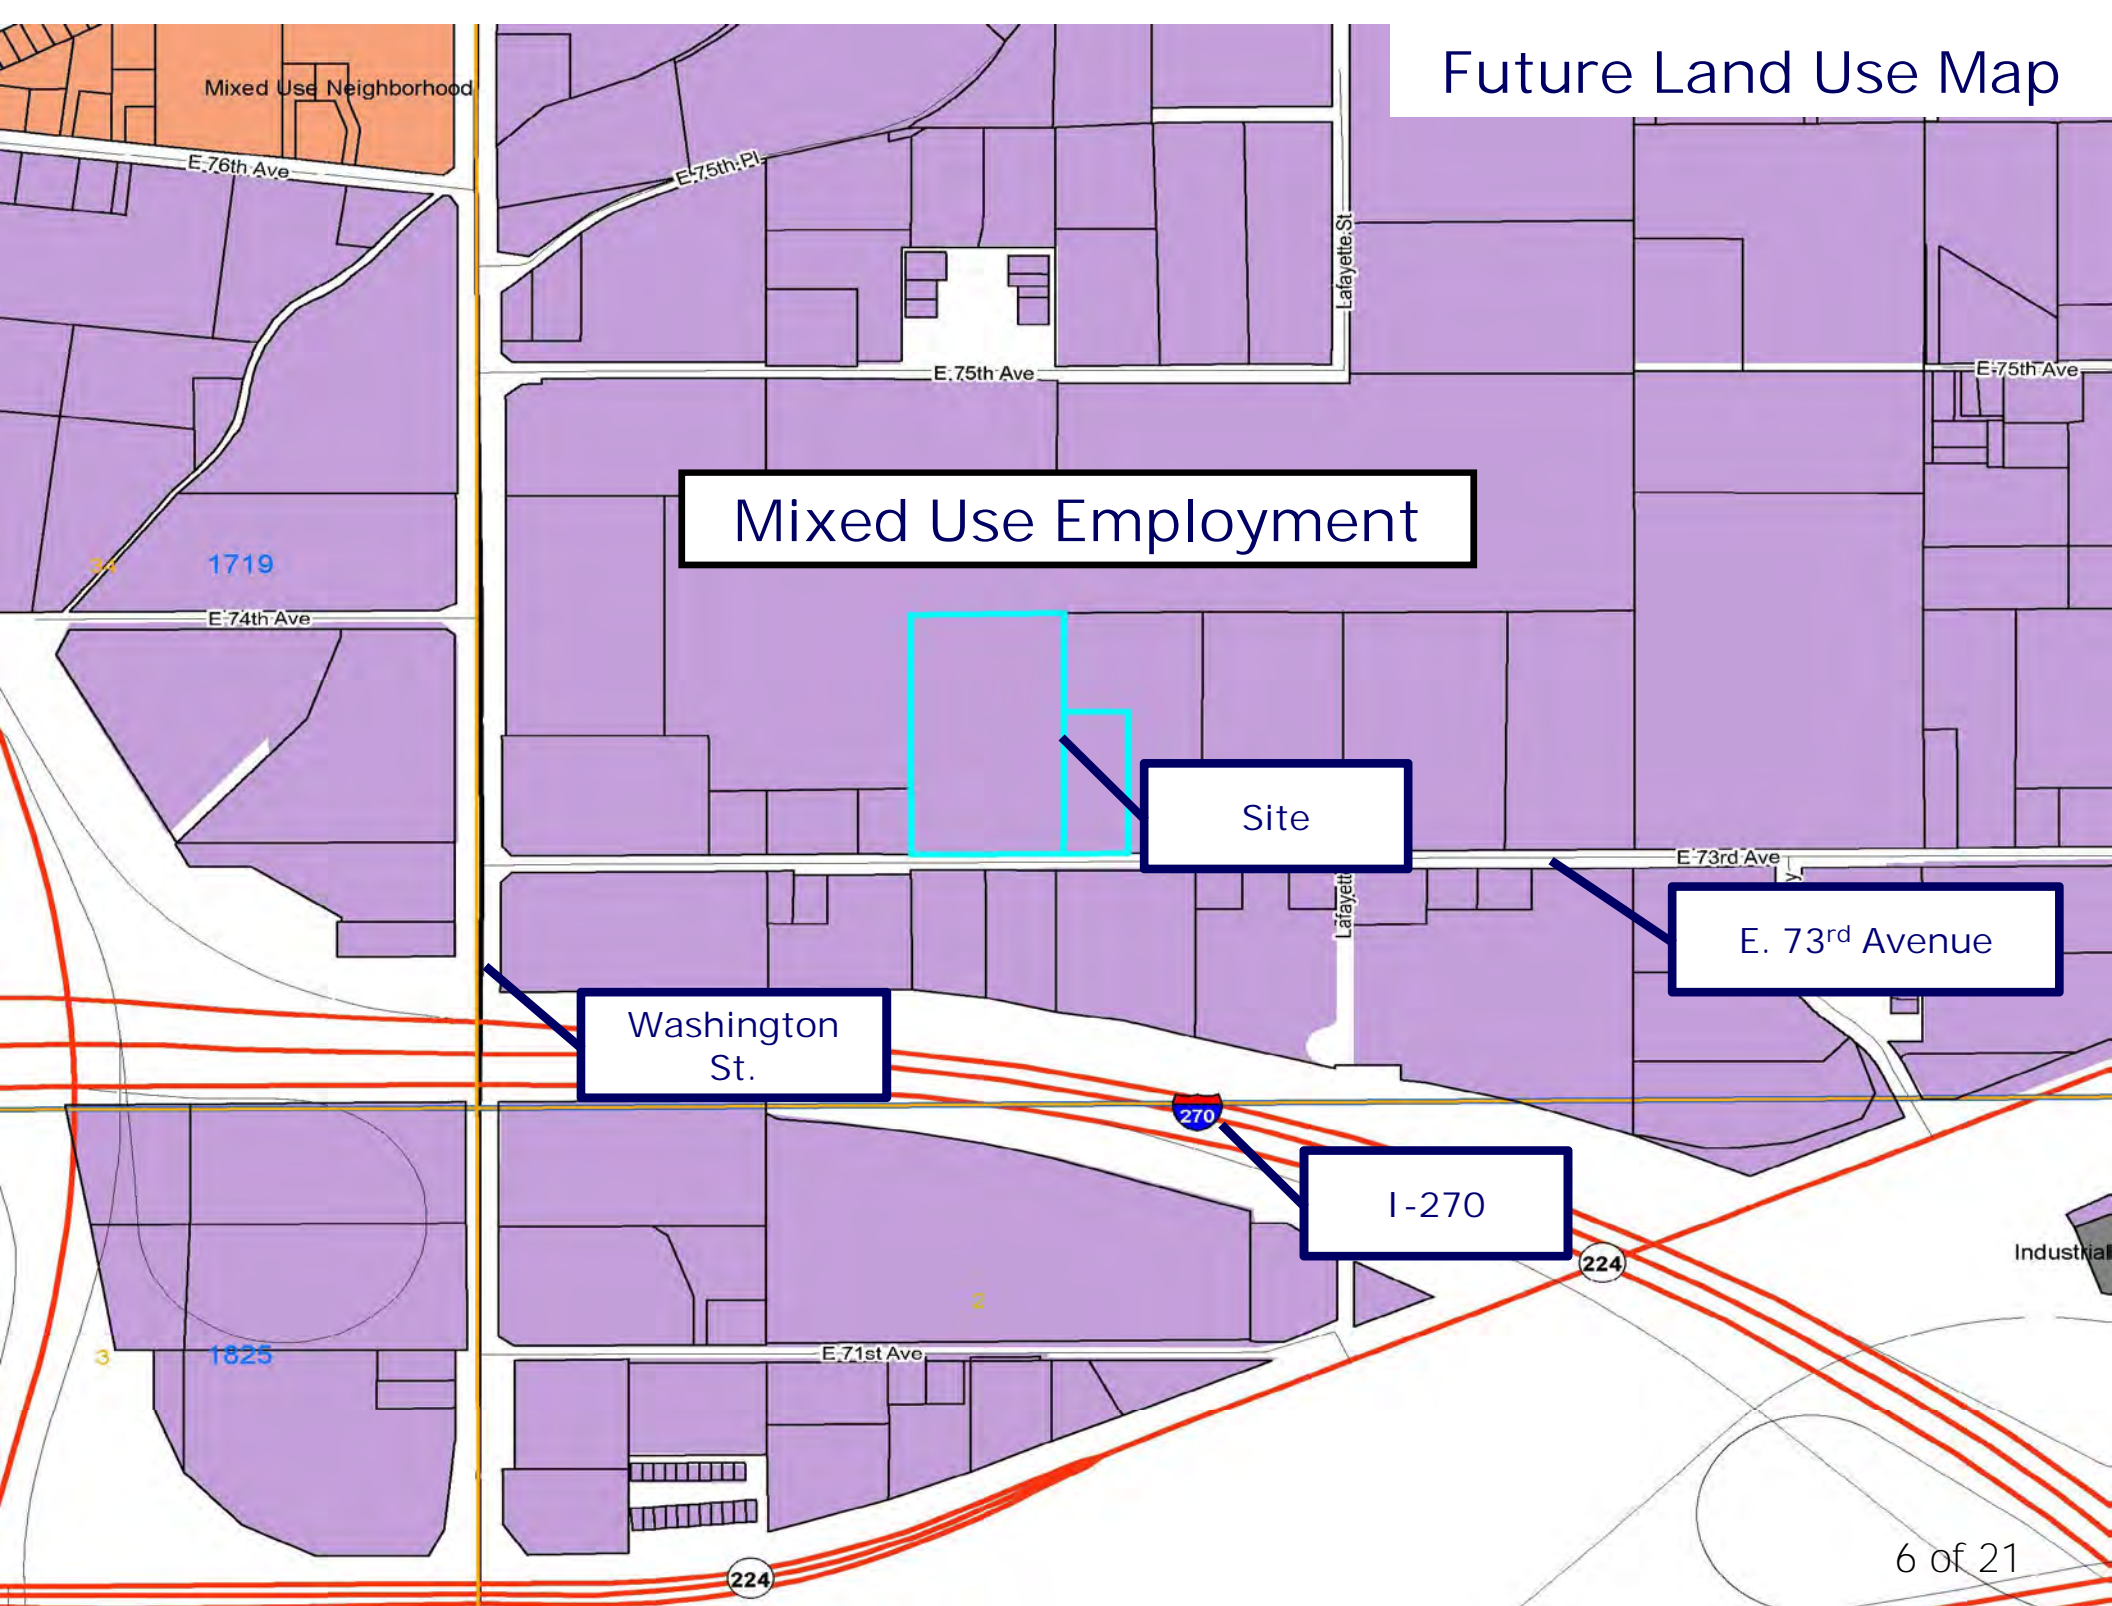 Future Land Use Map
Mixed Use Neighborhood
E 76th Ave
E 75th Pl
Lafayette St
E 75th Ave
E 75th Ave
Mixed Use Employment
34
1719
E 74th Ave
Site
E 73rd Ave
y
Lafayett
E. 73rd Avenue
Washington
St.
270
I-270
224
Industrial
2
3
1825
E 71st Ave
6 of 21
224